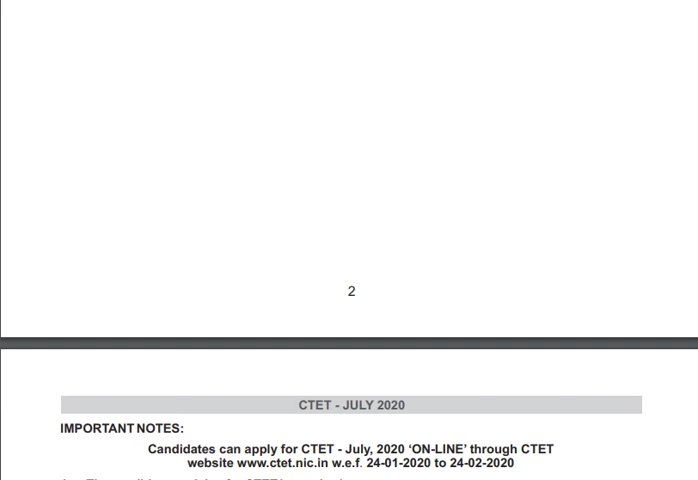 2
CTET - JULY 2020
IMPORTANT NOTES:
Candidates can apply for CTET - July, 2020 ‘ON-LINE’ through CTET
website www.ctet.nic.in w.e.f. 24-01-2020 to 24-02-2020